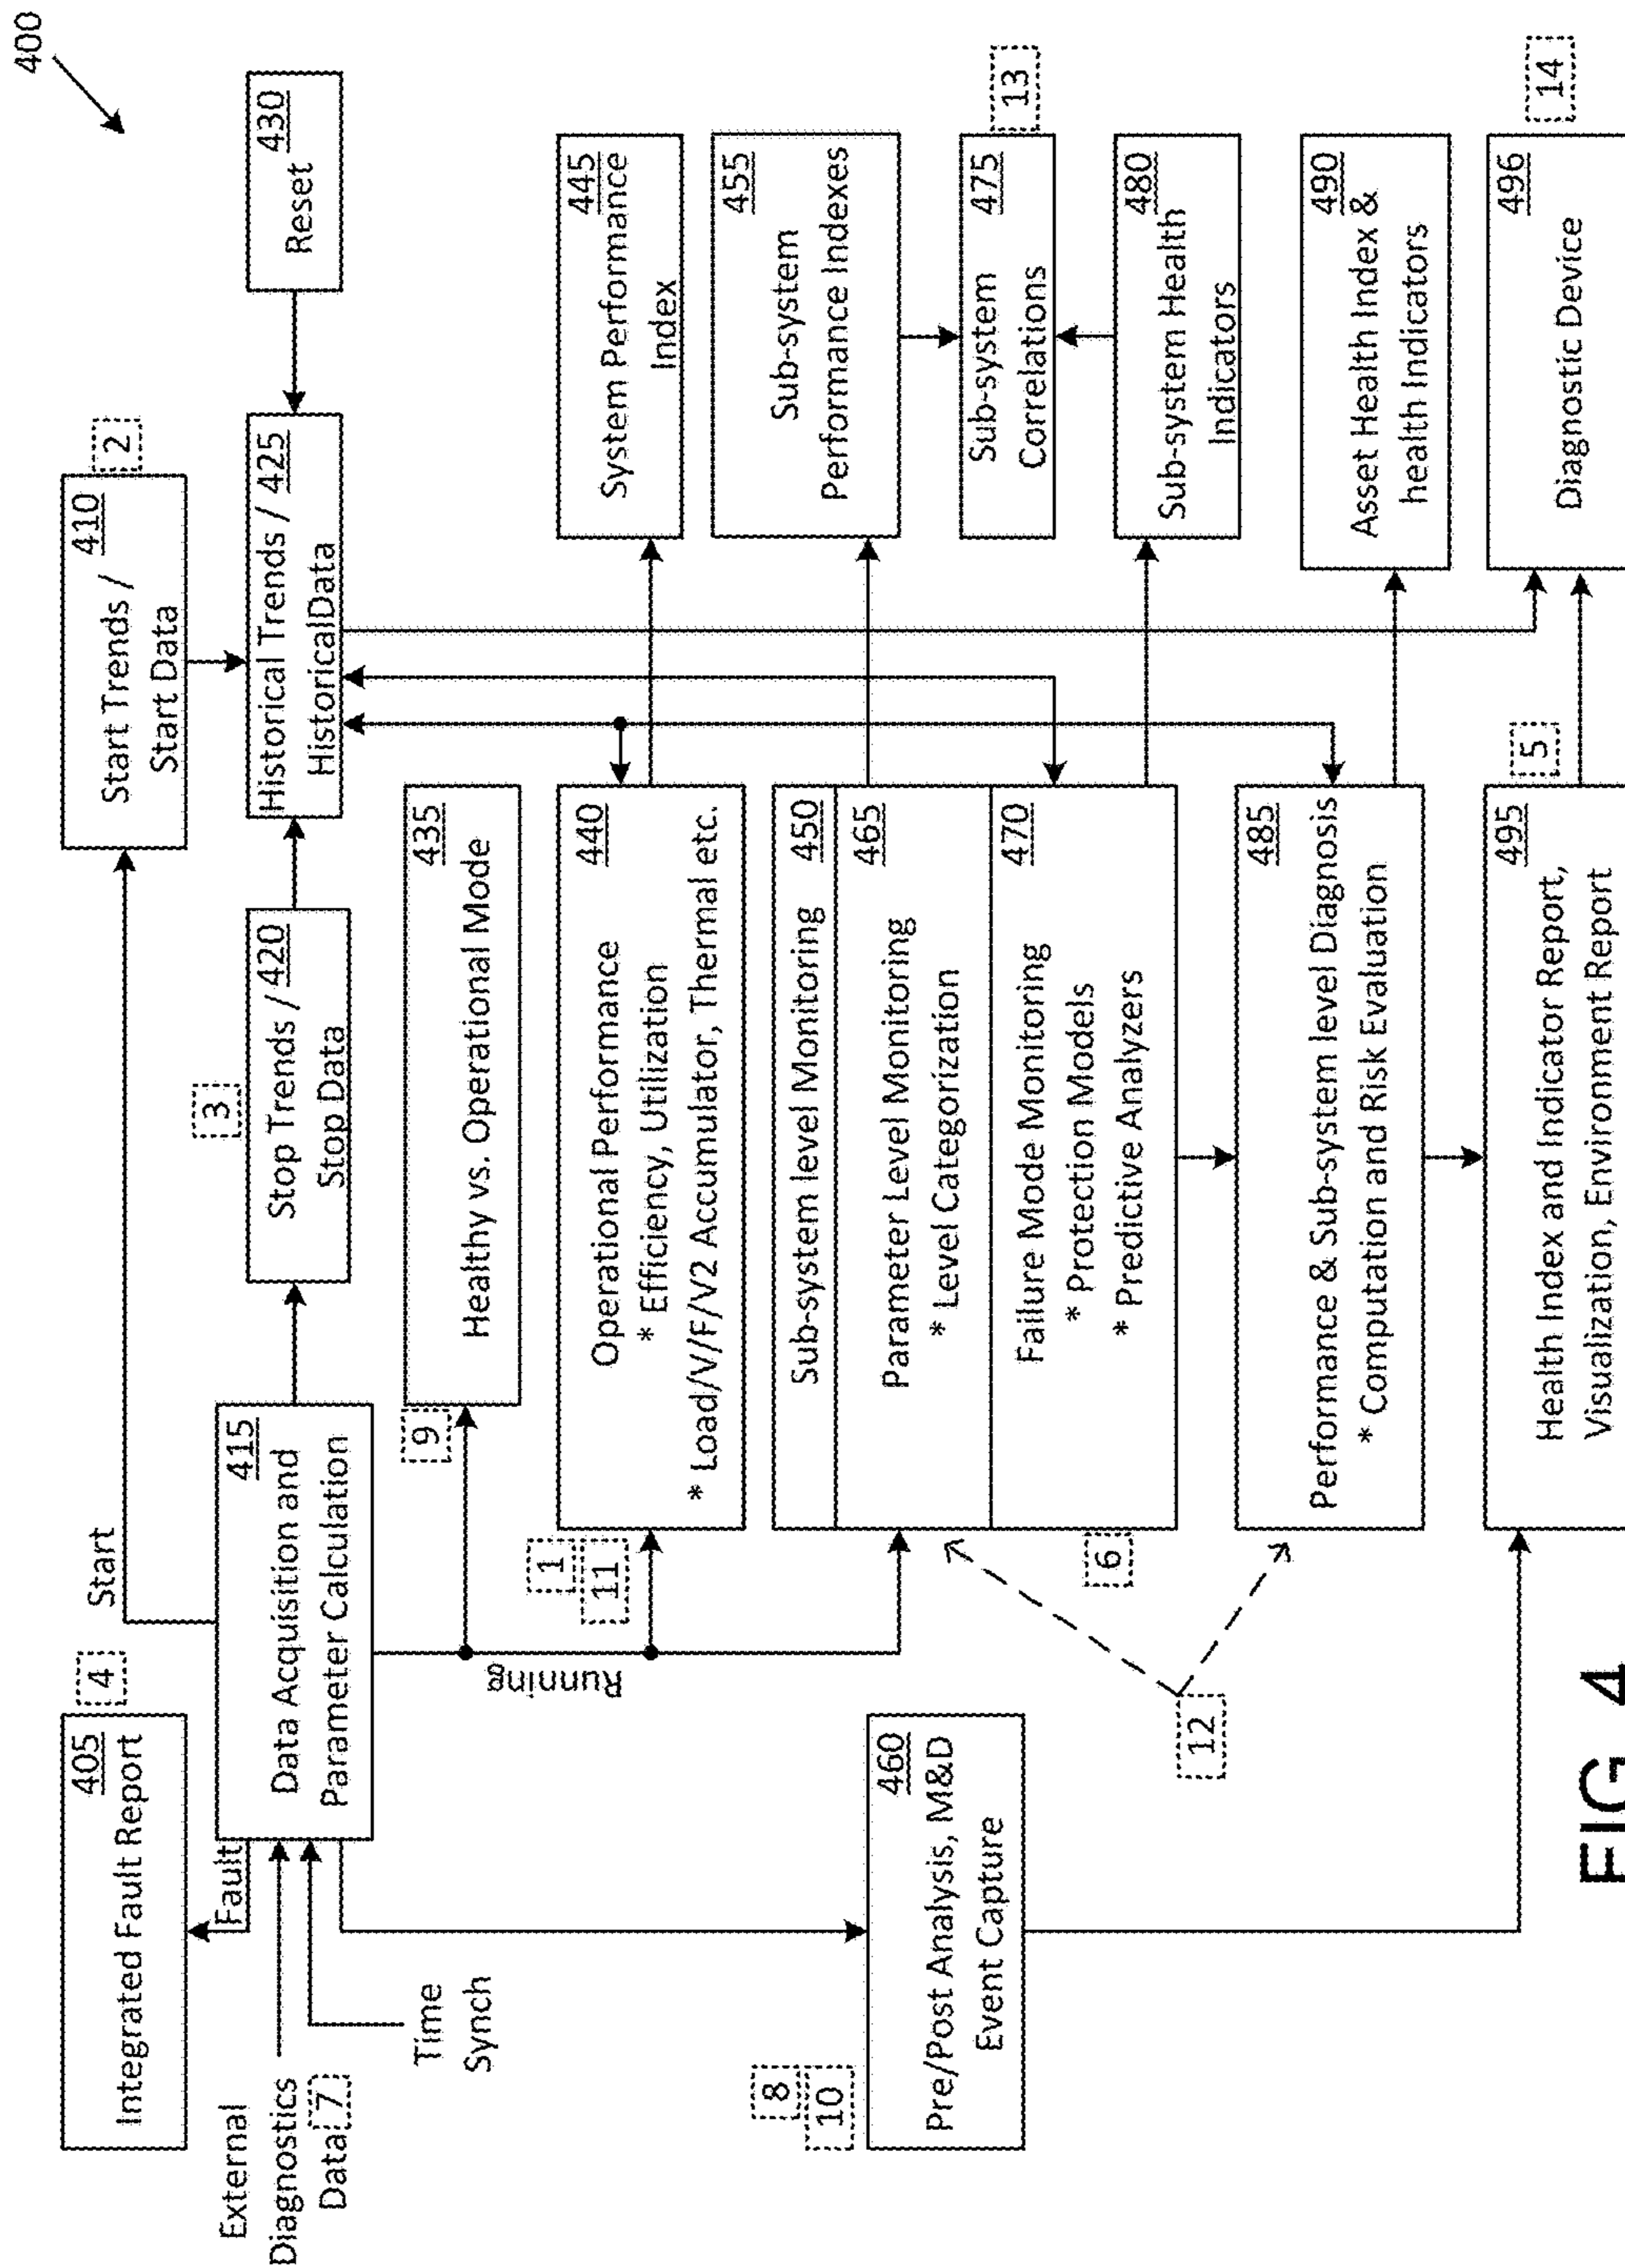 400
405
Integrated Fault Report
4
Start
410
Start Trends /
Start Data
2
External
Diagnostics
Data
7
Fault
415
Data Acquisition and
Parameter Calculation
3
Stop Trends / 420
Stop Data
Historical Trends / 425
HistoricalData
430
Reset
Time
Synch
Running
9
435
Healthy vs. Operational Mode
1
11
440
Operational Performance
* Efficiency, Utilization
* Load/V/F/V2 Accumulator, Thermal etc.
445
System Performance
Index
8
10
460
Pre/Post Analysis, M&D
Event Capture
Sub-system level Monitoring 450
465
Parameter Level Monitoring
* Level Categorization
455
Sub-system
Performance Indexes
470
Failure Mode Monitoring
* Protection Models
* Predictive Analyzers
6
475
Sub-system
Correlations
13
480
Sub-system Health
Indicators
12
485
Performance & Sub-system level Diagnosis
* Computation and Risk Evaluation
490
Asset Health Index &
health Indicators
495
Health Index and Indicator Report,
Visualization, Environment Report
5
496
Diagnostic Device
14
FIG. 4